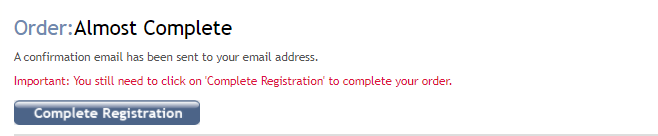 Order:Almost Complete
A confirmation email has been sent to your email address.
Important: You still need to click on 'Complete Registration' to complete your order.
Complete Registration